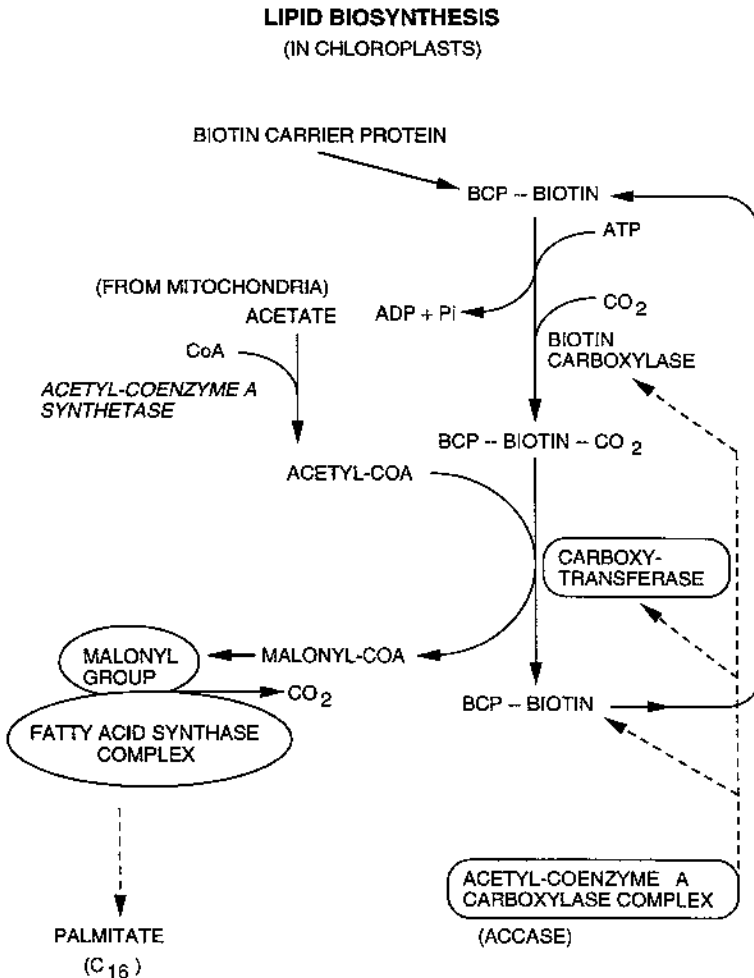 LIPID BIOSYNTHESIS
(IN CHLOROPLASTS)
BIOTIN CARRIER PROTEIN
BCP -- BIOTIN
ATP
(FROM MITOCHONDRIA)
ACETATE
ADP + Pi
CO2
BIOTIN
CARBOXYLASE
CoA
ACETYL-COENZYME A
SYNTHETASE
BCP -- BIOTIN -- CO2
ACETYL-COA
CARBOXY-
TRANSFERASE
MALONYL
GROUP
MALONYL-COA
CO2
BCP -- BIOTIN
FATTY ACID SYNTHASE
COMPLEX
ACETYL-COENZYME A
CARBOXYLASE COMPLEX
(ACCASE)
PALMITATE
(C16)